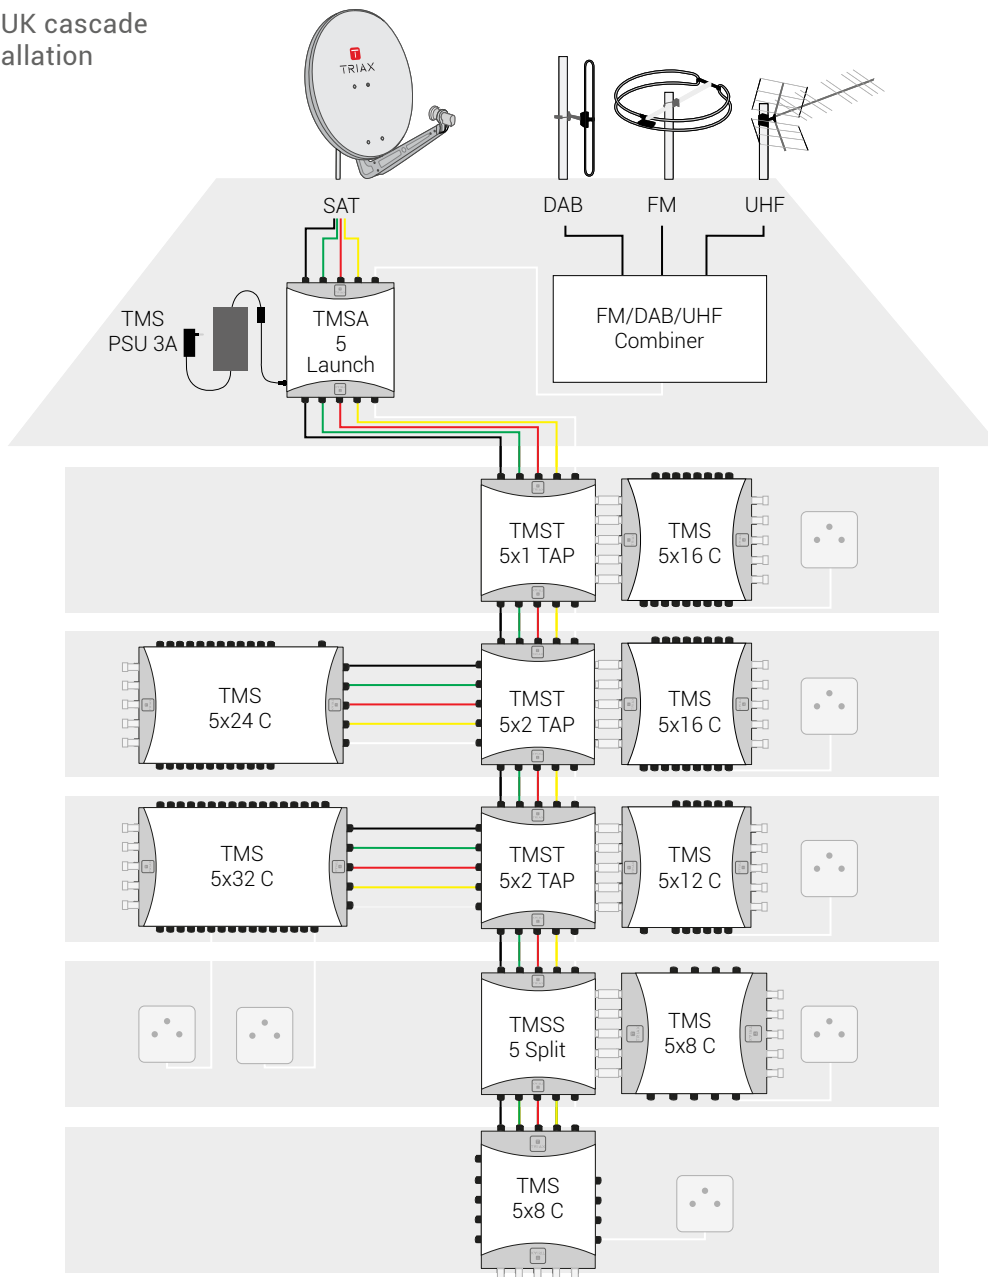 UK cascade
allation
TRIAX
SAT
DAB
FM
UHF
TMS
PSU 3A
TMSA
5
Launch
FM/DAB/UHF
Combiner
TMST
5x1 TAP
TMS
5x16 C
TMS
5x24 C
TMST
5x2 TAP
TMS
5x16 C
TMS
5x32 C
TMST
5x2 TAP
TMS
5x12 C
TMSS
5 Split
TMS
5x8 C
TMS
5x8 C